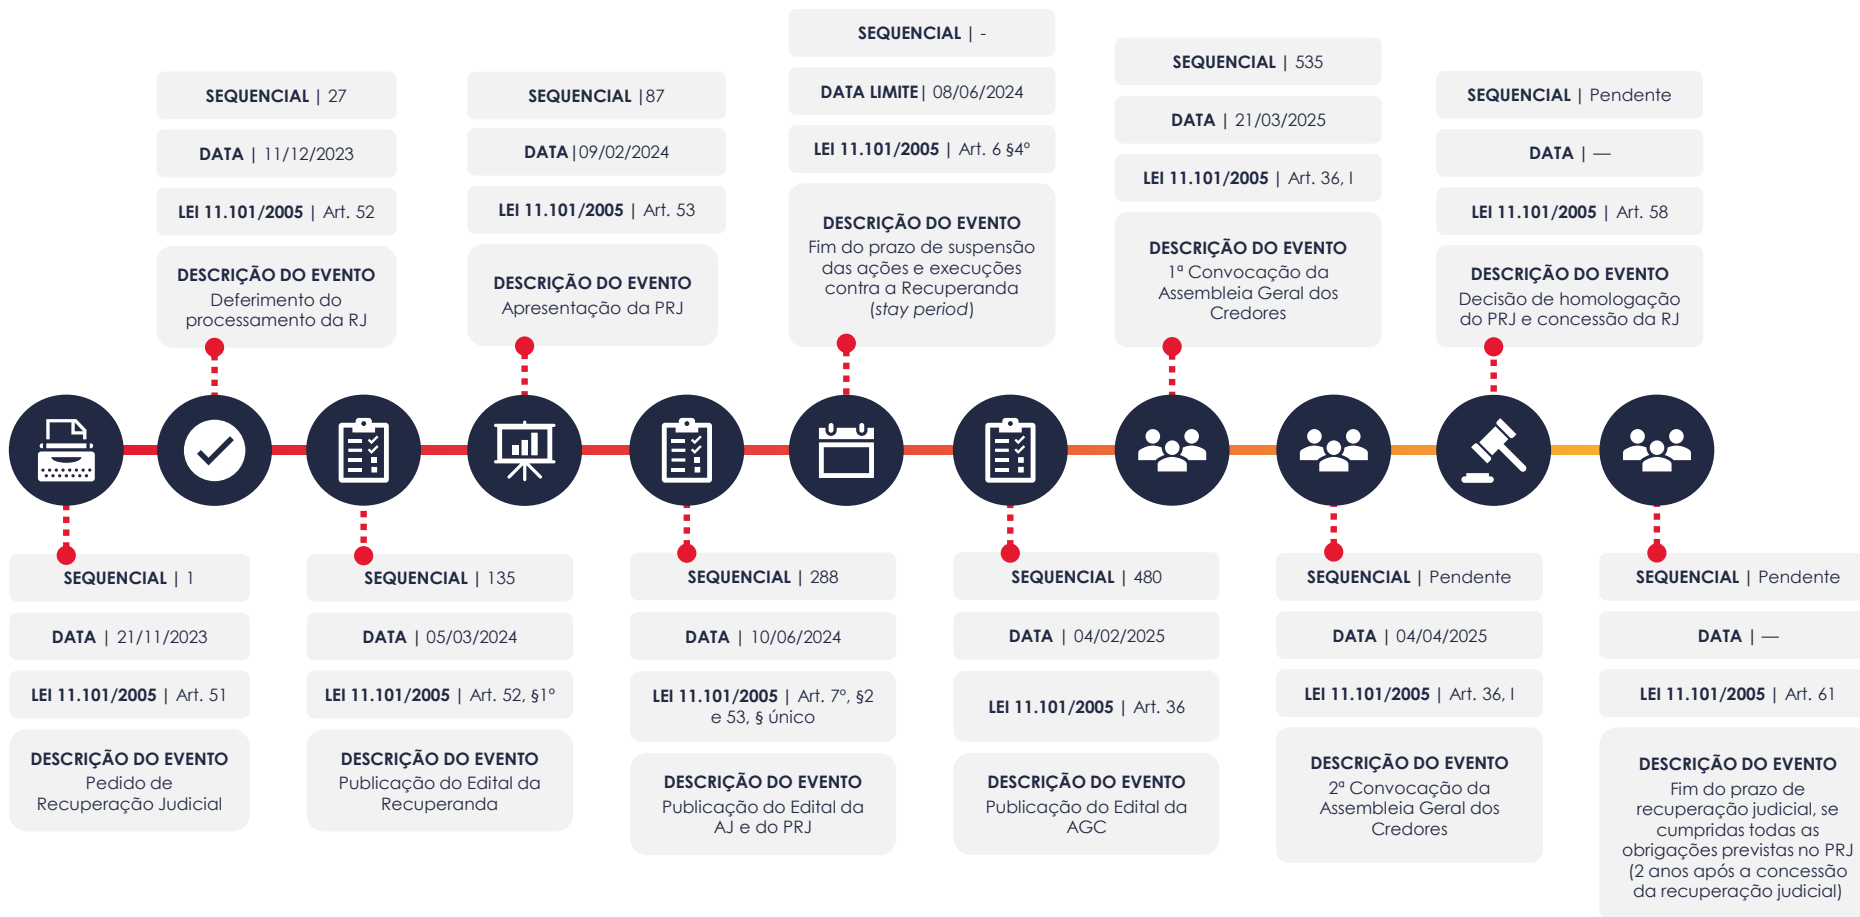 SEQUENCIAL | 27
DATA | 11/12/2023
LEI 11.101/2005 | Art. 52
DESCRIÇÃO DO EVENTO
Deferimento do
processamento da RJ
SEQUENCIAL |87
DATA|09/02/2024
LEI 11.101/2005 | Art. 53
DESCRIÇÃO DO EVENTO
Apresentação da PRJ
SEQUENCIAL | -
DATA LIMITE| 08/06/2024
LEI 11.101/2005 | Art. 6 §4º
DESCRIÇÃO DO EVENTO
Fim do prazo de suspensão
das ações e execuções
contra a Recuperanda
(stay period)
SEQUENCIAL | 535
DATA | 21/03/2025
LEI 11.101/2005 | Art. 36, I
DESCRIÇÃO DO EVENTO
1ª Convocação da
Assembleia Geral dos
Credores
SEQUENCIAL | Pendente
DATA | —
LEI 11.101/2005 | Art. 58
DESCRIÇÃO DO EVENTO
Decisão de homologação
do PRJ e concessão da RJ
SEQUENCIAL | 1
DATA | 21/11/2023
LEI 11.101/2005 | Art. 51
DESCRIÇÃO DO EVENTO
Pedido de
Recuperação Judicial
SEQUENCIAL | 135
DATA | 05/03/2024
LEI 11.101/2005 | Art. 52, §1º
DESCRIÇÃO DO EVENTO
Publicação do Edital da
Recuperanda
SEQUENCIAL | 288
DATA | 10/06/2024
LEI 11.101/2005 | Art. 7º, §2
e 53, § único
DESCRIÇÃO DO EVENTO
Publicação do Edital da
AJ e do PRJ
SEQUENCIAL | 480
DATA | 04/02/2025
LEI 11.101/2005 | Art. 36
DESCRIÇÃO DO EVENTO
Publicação do Edital da
AGC
SEQUENCIAL | Pendente
DATA | 04/04/2025
LEI 11.101/2005 | Art. 36, I
DESCRIÇÃO DO EVENTO
2ª Convocação da
Assembleia Geral dos
Credores
SEQUENCIAL | Pendente
DATA | —
LEI 11.101/2005 | Art. 61
DESCRIÇÃO DO EVENTO
Fim do prazo de
recuperação judicial, se
cumpridas todas as
obrigações previstas no PRJ
(2 anos após a concessão
da recuperação judicial)